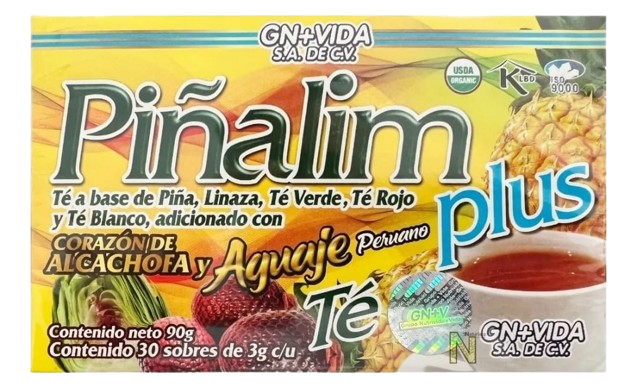 GN+VIDA
S.A. DE C.V.
USDA
ORGANIC
K LBD
ISO
9000
Piñalim
plus
Té a base de Piña, Linaza, Té Verde, Té Rojo
y Té Blanco, adicionado con
CORAZÓN DE
ALCACHOFA y Aguaje Peruano
Té
GN+V
Contenido neto 90g
Contenido 30 sobres de 3g c/u
N
GN+VIDA
S.A. DE C.V.